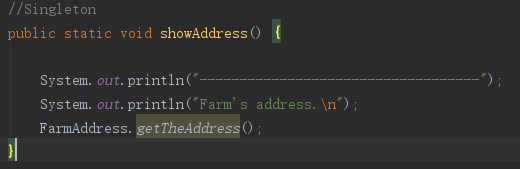 //Singleton
public static void showAddress() {
System.out.println("-----------------------------------");
System.out.println("Farm's address.\n");
FarmAddress.getTheAddress();
}